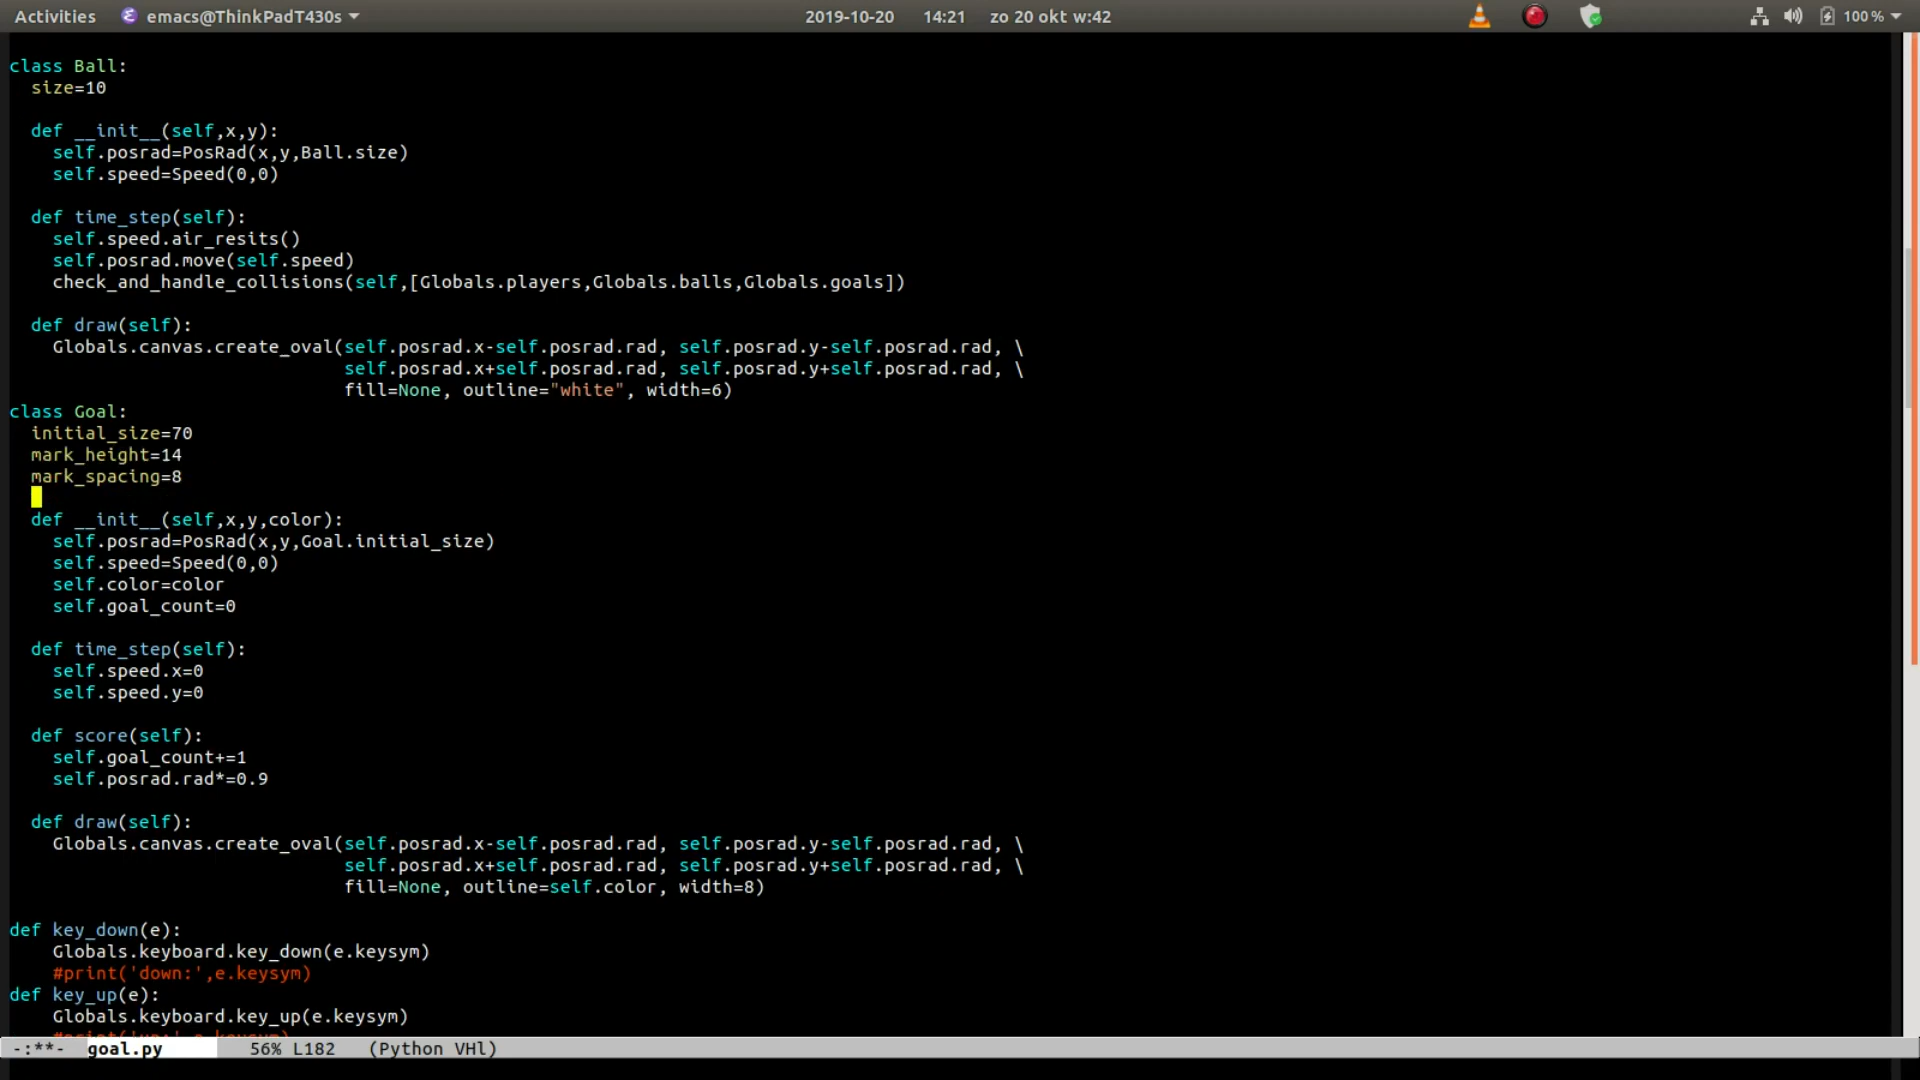 Activities emacs@ThinkPadT430s 2019-10-20 14:21 zo 20 okt w:42 100%
class Ball:
  size=10

  def __init__(self,x,y):
    self.posrad=PosRad(x,y,Ball.size)
    self.speed=Speed(0,0)

  def time_step(self):
    self.speed.air_resits()
    self.posrad.move(self.speed)
    check_and_handle_collisions(self,[Globals.players,Globals.balls,Globals.goals])

  def draw(self):
    Globals.canvas.create_oval(self.posrad.x-self.posrad.rad, self.posrad.y-self.posrad.rad, \
                               self.posrad.x+self.posrad.rad, self.posrad.y+self.posrad.rad, \
                               fill=None, outline="white", width=6)
class Goal:
  initial_size=70
  mark_height=14
  mark_spacing=8

  def __init__(self,x,y,color):
    self.posrad=PosRad(x,y,Goal.initial_size)
    self.speed=Speed(0,0)
    self.color=color
    self.goal_count=0

  def time_step(self):
    self.speed.x=0
    self.speed.y=0

  def score(self):
    self.goal_count+=1
    self.posrad.rad*=0.9

  def draw(self):
    Globals.canvas.create_oval(self.posrad.x-self.posrad.rad, self.posrad.y-self.posrad.rad, \
                               self.posrad.x+self.posrad.rad, self.posrad.y+self.posrad.rad, \
                               fill=None, outline=self.color, width=8)

def key_down(e):
    Globals.keyboard.key_down(e.keysym)
    #print('down:',e.keysym)
def key_up(e):
    Globals.keyboard.key_up(e.keysym)
    #print('up:',e.keysym)
-:**-  goal.py     56% L182   (Python VHl)